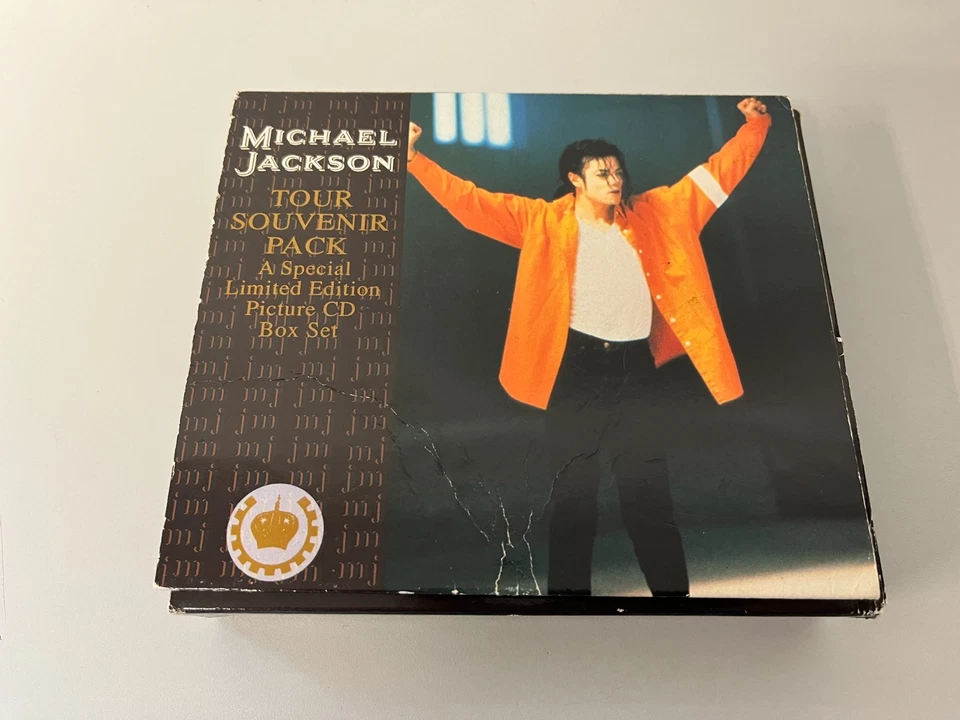 MICHAEL
JACKSON
TOUR
SOUVENIR
PACK
A Special
Limited Edition
Picture CD
Box Set